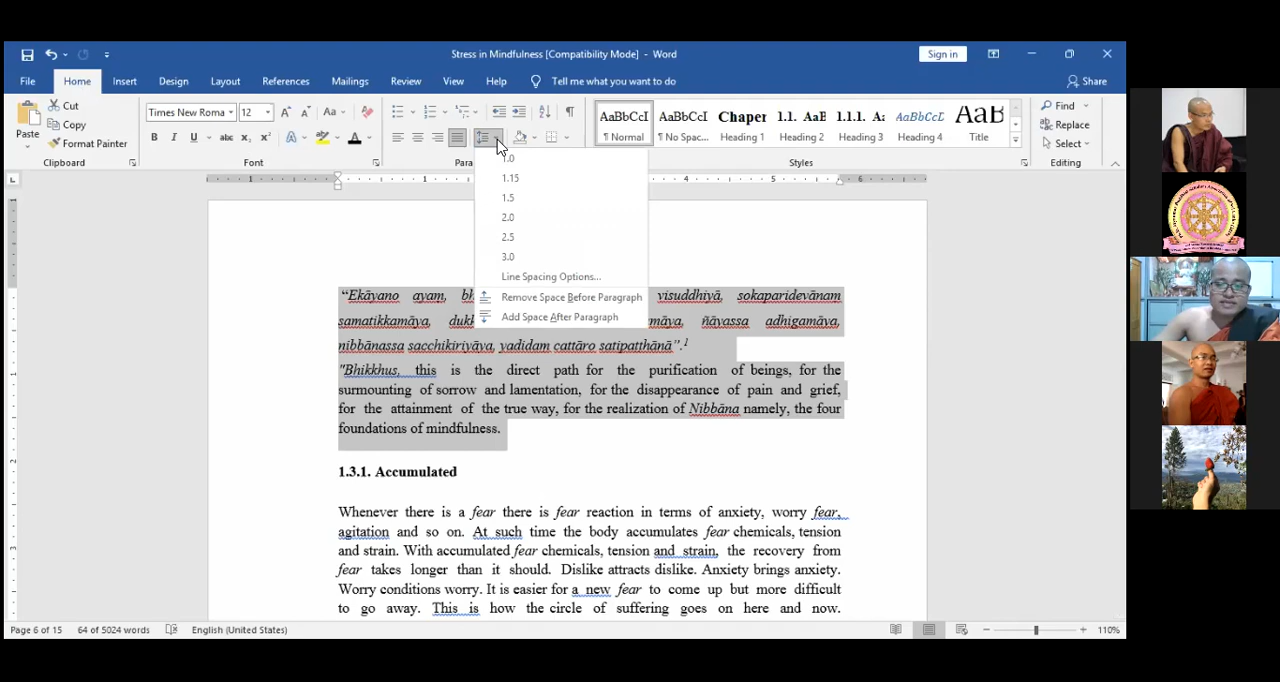 Stress in Mindfulness [Compatibility Mode] - Word
Sign in
File Home Insert Design Layout References Mailings Review View Help Tell me what you want to do Share
Paste
Cut
Copy
Format Painter
Clipboard
Times New Roma 12
Font
AaBbCcI AaBbCcI Chaper 1.1. AaB 1.1.1. A: AaBbCcD AaB
¶ Normal ¶ No Spac... Heading 1 Heading 2 Heading 3 Heading 4 Title
Styles
Find
Replace
Select
Editing
1.15
1.5
2.0
2.5
3.0
Line Spacing Options...
Remove Space Before Paragraph
Add Space After Paragraph
“Ekāyano ayaṃ, visuddhiyā, sokaparidevānaṃ
samatikkamāya, ñāyassa adhigamāya,
nibbānassa sacchikiriyāya, yadidaṃ cattāro satipatthānā”.1
"Bhikkhus, this is the direct path for the purification of beings, for the
surmounting of sorrow and lamentation, for the disappearance of pain and grief,
for the attainment of the true way, for the realization of Nibbāna namely, the four
foundations of mindfulness.
1.3.1. Accumulated
Whenever there is a fear there is fear reaction in terms of anxiety, worry fear,
agitation and so on. At such time the body accumulates fear chemicals, tension
and strain. With accumulated fear chemicals, tension and strain, the recovery from
fear takes longer than it should. Dislike attracts dislike. Anxiety brings anxiety.
Worry conditions worry. It is easier for a new fear to come up but more difficult
to go away. This is how the circle of suffering goes on here and now.
Page 6 of 15 64 of 5024 words English (United States) 110%